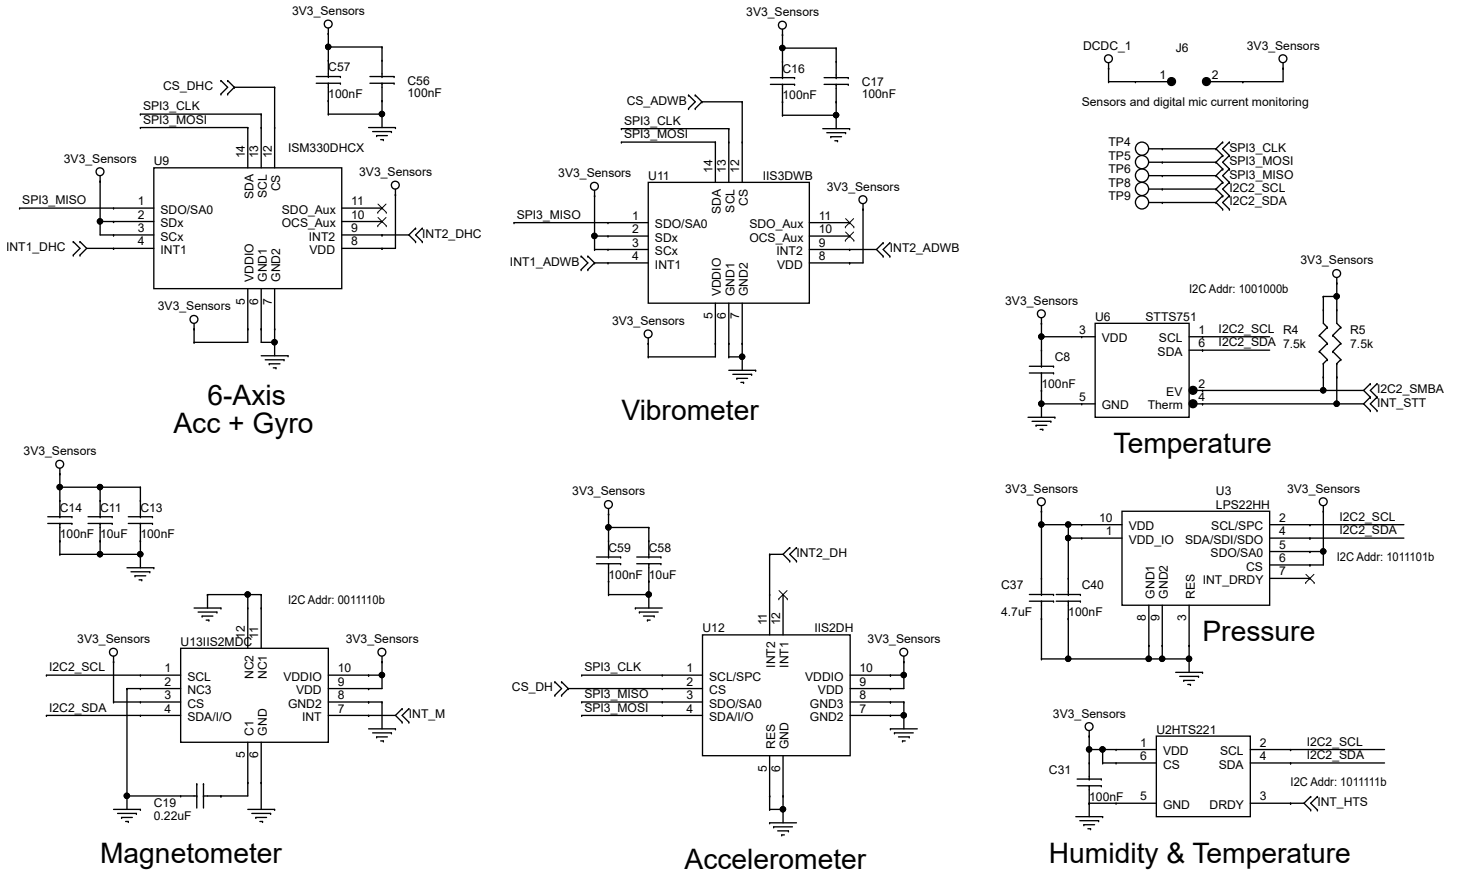 3V3_Sensors
C57
100nF
C56
100nF
CS_DHC
SPI3_CLK
SPI3_MOSI
ISM330DHCX
3V3_Sensors
U9
14
13
12
SDA
SCL
CS
3V3_Sensors
SPI3_MISO
1
2
3
4
SDO/SA0
SDx
SCx
INT1
SDO_Aux
OCS_Aux
INT2
VDD
11
10
9
8
INT1_DHC
INT2_DHC
VDDIO
GND1
GND2
5
6
7
3V3_Sensors
6-Axis
Acc + Gyro
3V3_Sensors
C16
100nF
C17
100nF
CS_ADWB
SPI3_CLK
SPI3_MOSI
3V3_Sensors
U11
14
13
12
IIS3DWB
3V3_Sensors
SDA
SCL
CS
SPI3_MISO
1
2
3
4
SDO/SA0
SDx
SCx
INT1
SDO_Aux
OCS_Aux
INT2
VDD
11
10
9
8
INT1_ADWB
INT2_ADWB
VDDIO
GND1
GND2
5
6
7
3V3_Sensors
Vibrometer
DCDC_1
J6
3V3_Sensors
1
2
Sensors and digital mic current monitoring
TP4
SPI3_CLK
TP5
SPI3_MOSI
TP6
SPI3_MISO
TP8
I2C2_SCL
TP9
I2C2_SDA
3V3_Sensors
I2C Addr: 1001000b
3V3_Sensors
U6
STTS751
3
VDD
SCL
SDA
1
6
I2C2_SCL
I2C2_SDA
R4
7.5k
R5
7.5k
C8
100nF
5
GND
EV
Therm
2
4
I2C2_SMBA
INT_STT
Temperature
3V3_Sensors
C14
100nF
C11
10uF
C13
100nF
I2C Addr: 0011110b
3V3_Sensors
U13IIS2MDC
12
11
NC2
NC1
3V3_Sensors
I2C2_SCL
1
2
3
4
SCL
NC3
CS
SDA/I/O
VDDIO
VDD
GND2
INT
10
9
8
7
I2C2_SDA
INT_M
C1
GND
5
6
C19
0.22uF
Magnetometer
3V3_Sensors
C59
100nF
C58
10uF
INT2_DH
11
12
U12
IIS2DH
INT2
INT1
3V3_Sensors
SPI3_CLK
CS_DH
SPI3_MISO
SPI3_MOSI
1
2
3
4
SCL/SPC
CS
SDO/SA0
SDA/I/O
VDDIO
VDD
GND3
GND2
10
9
8
7
RES
GND
5
6
Accelerometer
3V3_Sensors
U3
LPS22HH
3V3_Sensors
10
1
VDD
VDD_IO
SCL/SPC
SDA/SDI/SDO
SDO/SA0
CS
INT_DRDY
2
4
5
6
7
I2C2_SCL
I2C2_SDA
I2C Addr: 1011101b
C37
4.7uF
C40
100nF
GND1
GND2
RES
8
9
3
Pressure
3V3_Sensors
U2HTS221
1
6
VDD
CS
SCL
SDA
2
4
I2C2_SCL
I2C2_SDA
C31
100nF
I2C Addr: 1011111b
5
GND
DRDY
3
INT_HTS
Humidity & Temperature